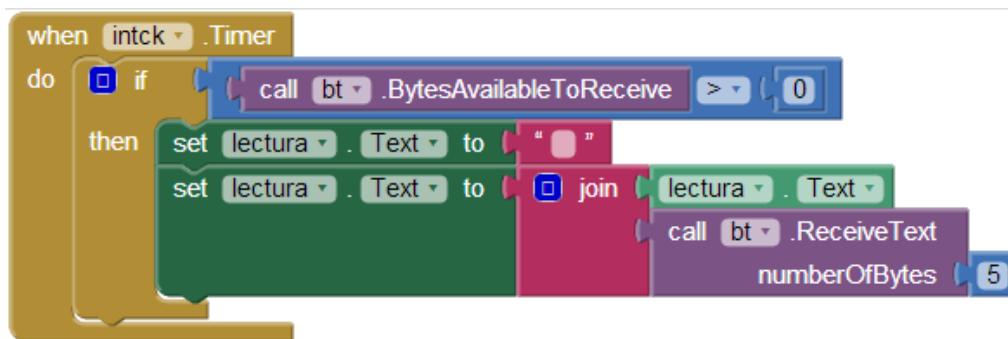 when intck .Timer
do if call bt .BytesAvailableToReceive > 0
then set lectura . Text to " "
set lectura . Text to join lectura . Text
call bt .ReceiveText
numberOfBytes 5